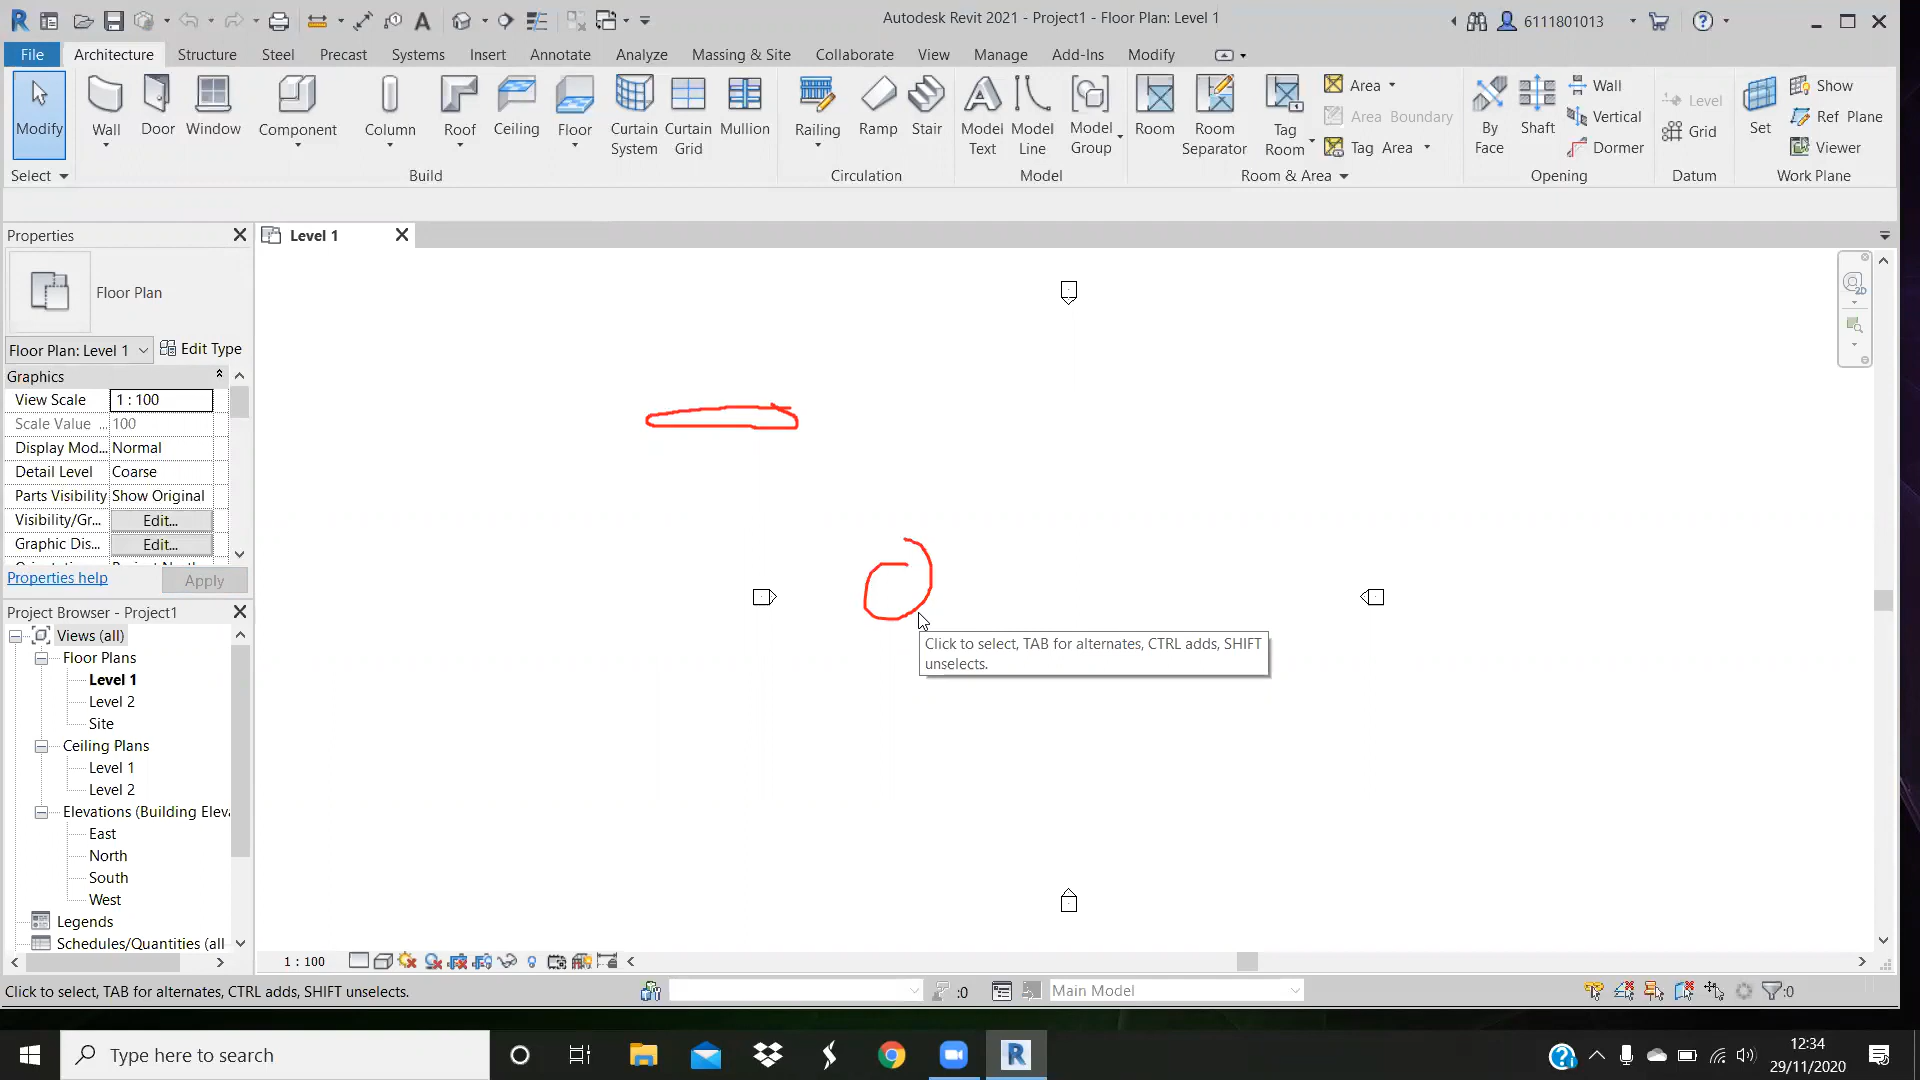 Autodesk Revit 2021 - Project1 - Floor Plan: Level 1
6111801013
File Architecture Structure Steel Precast Systems Insert Annotate Analyze Massing & Site Collaborate View Manage Add-Ins Modify
Modify Wall Door Window Component Column Roof Ceiling Floor Curtain System Curtain Grid Mullion Railing Ramp Stair Model Text Model Line Model Group Room Room Separator Tag Room
Area
Area Boundary
Tag Area
By Face Shaft
Wall
Vertical
Dormer
Level
Grid
Set
Show
Ref Plane
Viewer
Select Build Circulation Model Room & Area Opening Datum Work Plane
Properties
Level 1
Floor Plan
Floor Plan: Level 1 Edit Type
Graphics
View Scale 1 : 100
Scale Value ... 100
Display Mod... Normal
Detail Level Coarse
Parts Visibility Show Original
Visibility/Gr... Edit...
Graphic Dis... Edit...
Properties help Apply
Project Browser - Project1
Views (all)
Floor Plans
Level 1
Level 2
Site
Ceiling Plans
Level 1
Level 2
Elevations (Building Eleva
East
North
South
West
Legends
Schedules/Quantities (all
Click to select, TAB for alternates, CTRL adds, SHIFT
unselects.
2D
1 : 100
Click to select, TAB for alternates, CTRL adds, SHIFT unselects.
:0
Main Model
:0
Type here to search
12:34
29/11/2020